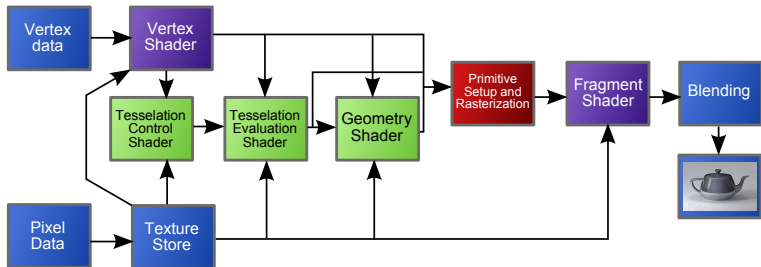 Vertex
data
Vertex
Shader
Tesselation
Control
Shader
Tesselation
Evaluation
Shader
Geometry
Shader
Primitive
Setup and
Rasterization
Fragment
Shader
Blending
Pixel
Data
Texture
Store